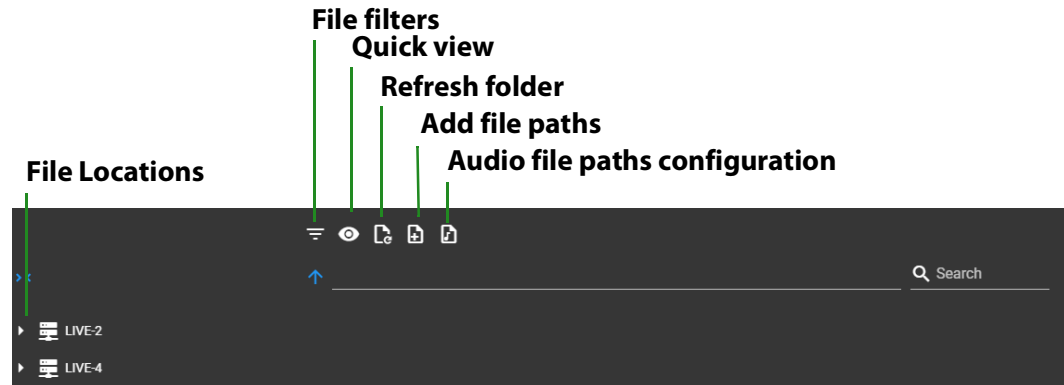 File filters
Quick view
Refresh folder
Add file paths
Audio file paths configuration
File Locations
Search
LIVE-2
LIVE-4